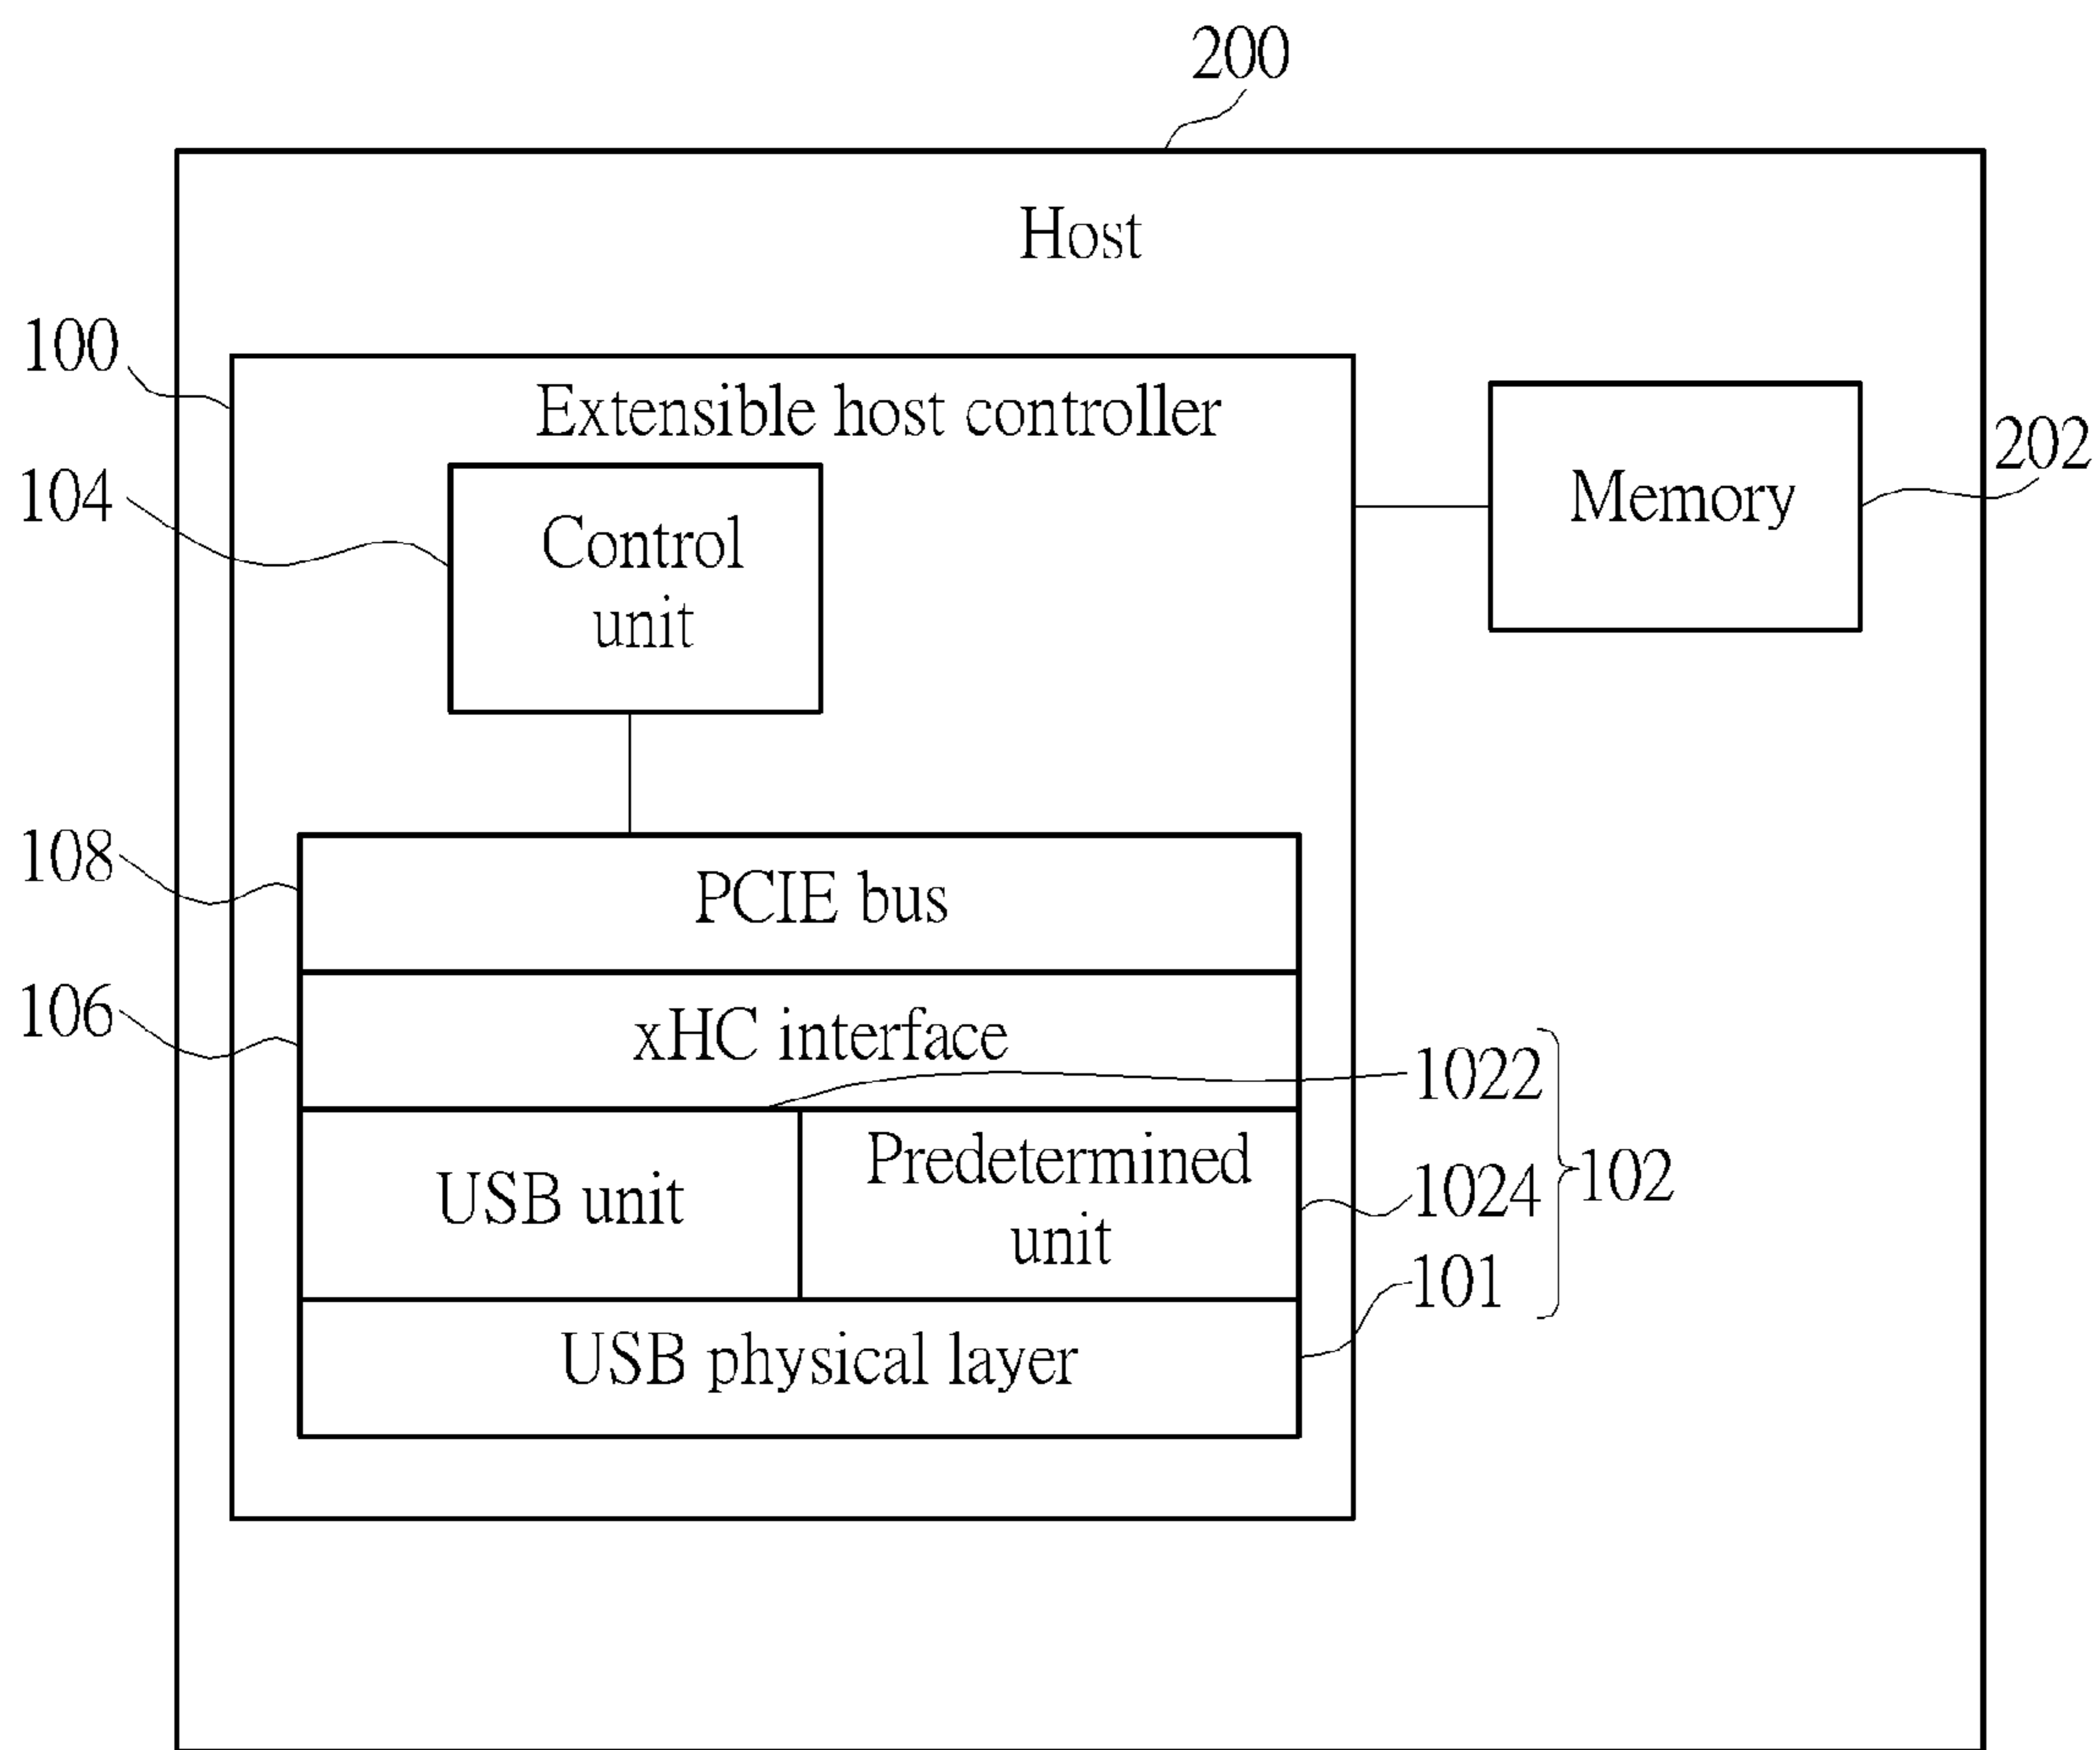 200
Host
100
Extensible host controller
104
Control
unit
Memory
202
108
PCIE bus
106
xHC interface
1022
USB unit
Predetermined
unit
1024
102
101
USB physical layer